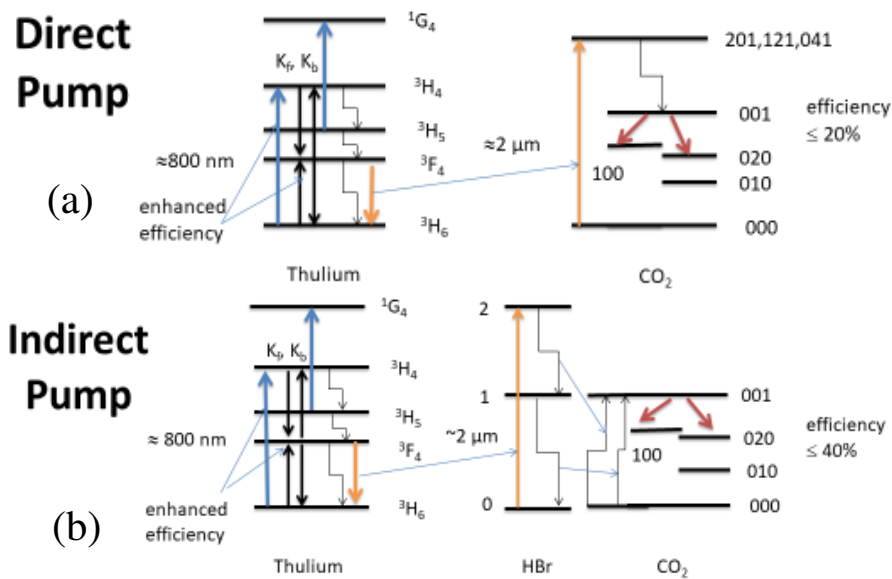 Direct
Pump
(a)
¹G₄
K_f, K_b
³H₄
³H₅
≈800 nm
³F₄
enhanced
efficiency
³H₆
Thulium
≈2 μm
201,121,041
001
efficiency
≤ 20%
020
100
010
000
CO₂
Indirect
Pump
(b)
¹G₄
K_f, K_b
³H₄
³H₅
≈ 800 nm
³F₄
enhanced
efficiency
³H₆
Thulium
~2 μm
2
1
0
HBr
001
efficiency
≤ 40%
020
100
010
000
CO₂